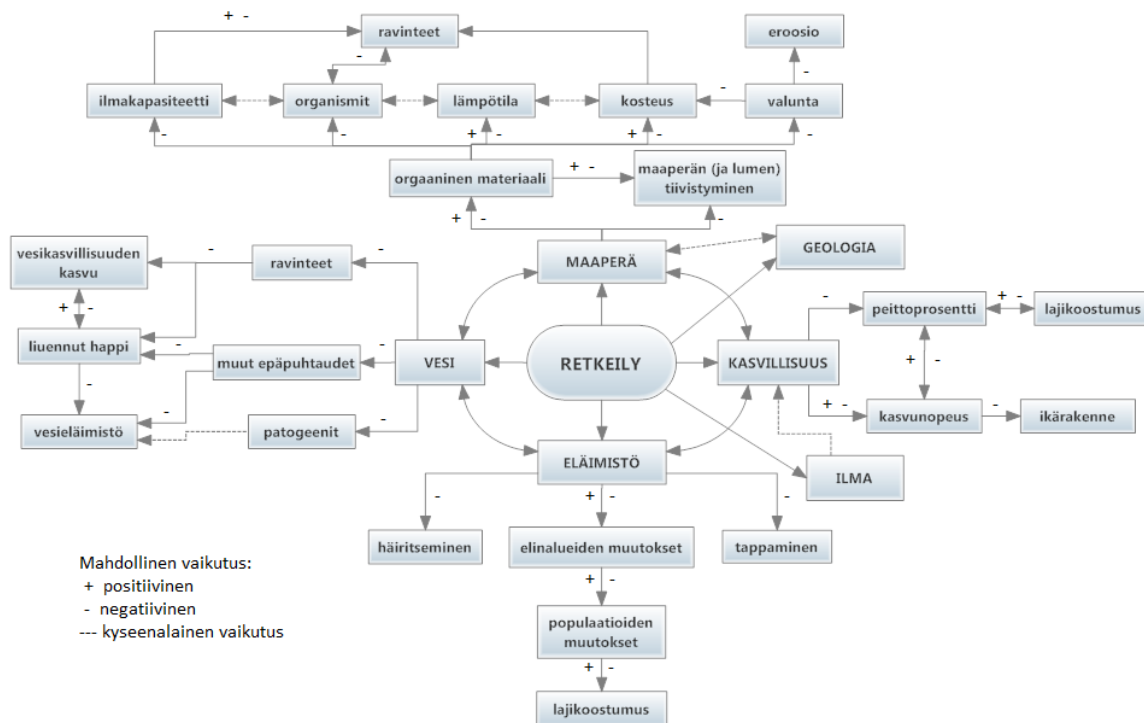 + -
ravinteet
eroosio
-
-
ilmakapasiteetti
organismit
lämpötila
kosteus
-
valunta
-
-
+ -
+ -
-
orgaaninen materiaali
+ -
maaperän (ja lumen)
tiivistyminen
+ -
-
vesikasvillisuuden
kasvu
-
ravinteet
-
MAAPERÄ
GEOLOGIA
+ -
-
peittoprosentti
+ -
lajikoostumus
liuennut happi
-
muut epäpuhtaudet
-
VESI
RETKEILY
KASVILLISUUS
+ -
-
-
+ -
kasvunopeus
-
ikärakenne
vesieläimistö
patogeenit
-
ELÄIMISTÖ
ILMA
-
+ -
-
häiritseminen
elinalueiden muutokset
tappaminen
+ -
populaatioiden
muutokset
+ -
lajikoostumus
Mahdollinen vaikutus:
+ positiivinen
- negatiivinen
--- kyseenalainen vaikutus